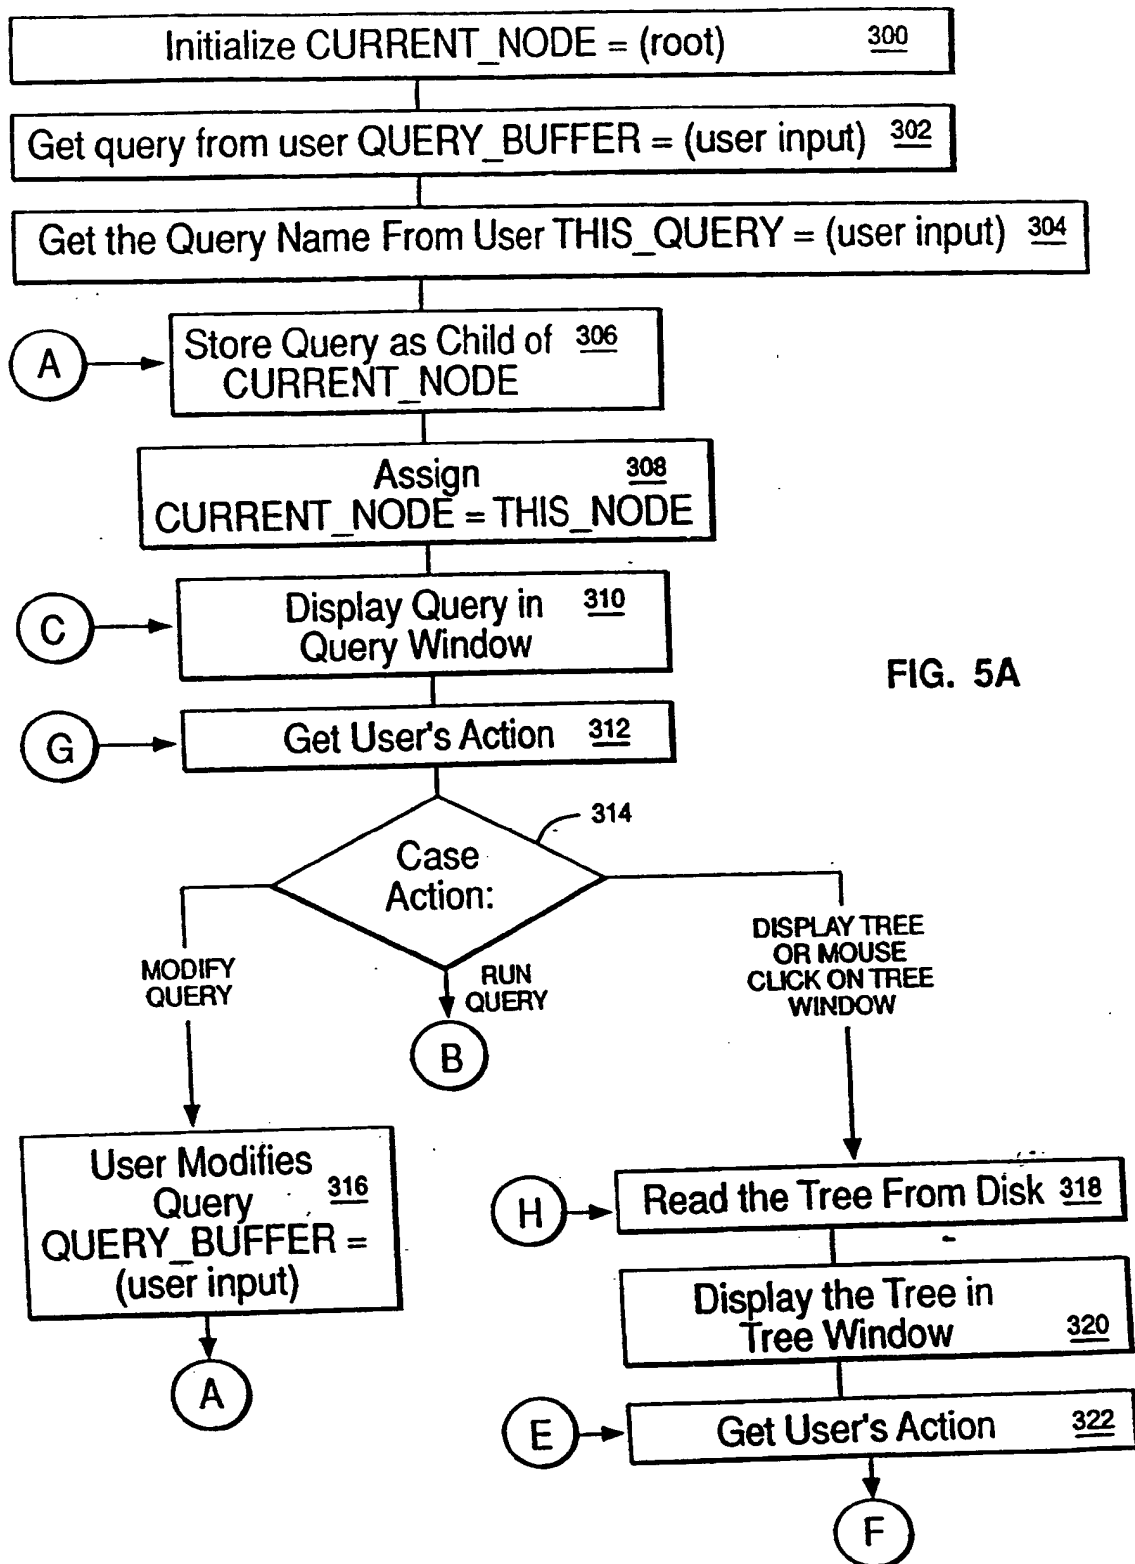 Initialize CURRENT_NODE = (root) 300
Get query from user QUERY_BUFFER = (user input) 302
Get the Query Name From User THIS_QUERY = (user input) 304
A
Store Query as Child of 306
CURRENT_NODE
Assign 308
CURRENT_NODE = THIS_NODE
C
Display Query in 310
Query Window
FIG. 5A
G
Get User's Action 312
314
Case
Action:
MODIFY
QUERY
RUN
QUERY
B
DISPLAY TREE
OR MOUSE
CLICK ON TREE
WINDOW
User Modifies
Query 316
QUERY_BUFFER =
(user input)
A
H
Read the Tree From Disk 318
Display the Tree in
Tree Window 320
E
Get User's Action 322
F